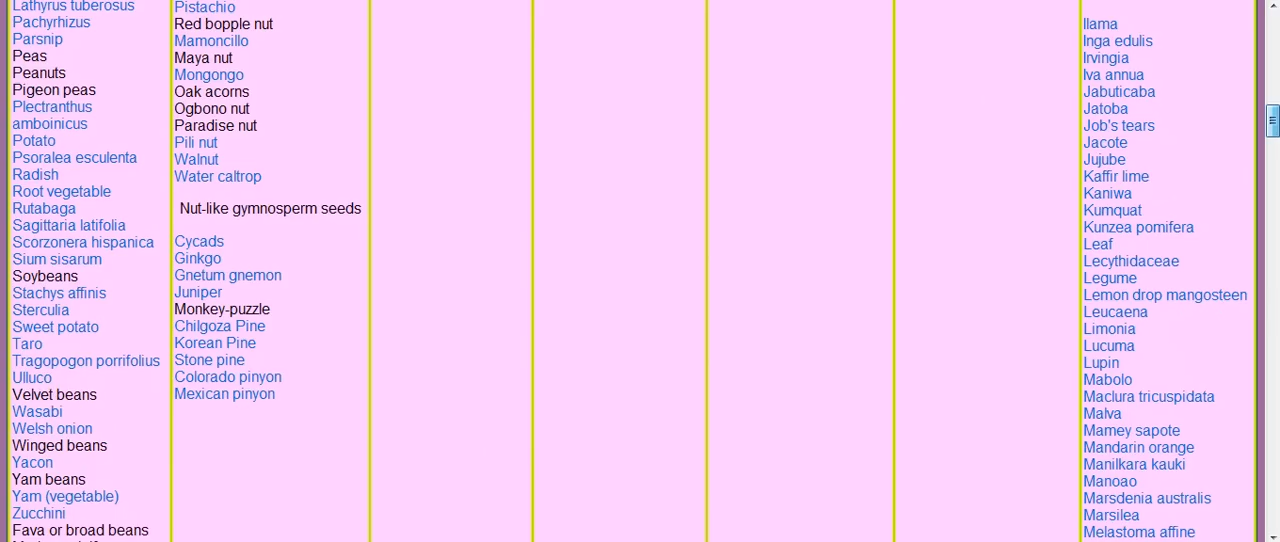 Lathyrus tuberosus
Pachyrhizus
Parsnip
Peas
Peanuts
Pigeon peas
Plectranthus
amboinicus
Potato
Psoralea esculenta
Radish
Root vegetable
Rutabaga
Sagittaria latifolia
Scorzonera hispanica
Sium sisarum
Soybeans
Stachys affinis
Sterculia
Sweet potato
Taro
Tragopogon porrifolius
Ulluco
Velvet beans
Wasabi
Welsh onion
Winged beans
Yacon
Yam beans
Yam (vegetable)
Zucchini
Fava or broad beans
Pistachio
Red bopple nut
Mamoncillo
Maya nut
Mongongo
Oak acorns
Ogbono nut
Paradise nut
Pili nut
Walnut
Water caltrop
Nut-like gymnosperm seeds
Cycads
Ginkgo
Gnetum gnemon
Juniper
Monkey-puzzle
Chilgoza Pine
Korean Pine
Stone pine
Colorado pinyon
Mexican pinyon
Ilama
Inga edulis
Irvingia
Iva annua
Jabuticaba
Jatoba
Job's tears
Jacote
Jujube
Kaffir lime
Kaniwa
Kumquat
Kunzea pomifera
Leaf
Lecythidaceae
Legume
Lemon drop mangosteen
Leucaena
Limonia
Lucuma
Lupin
Mabolo
Maclura tricuspidata
Malva
Mamey sapote
Mandarin orange
Manilkara kauki
Manoao
Marsdenia australis
Marsilea
Melastoma affine